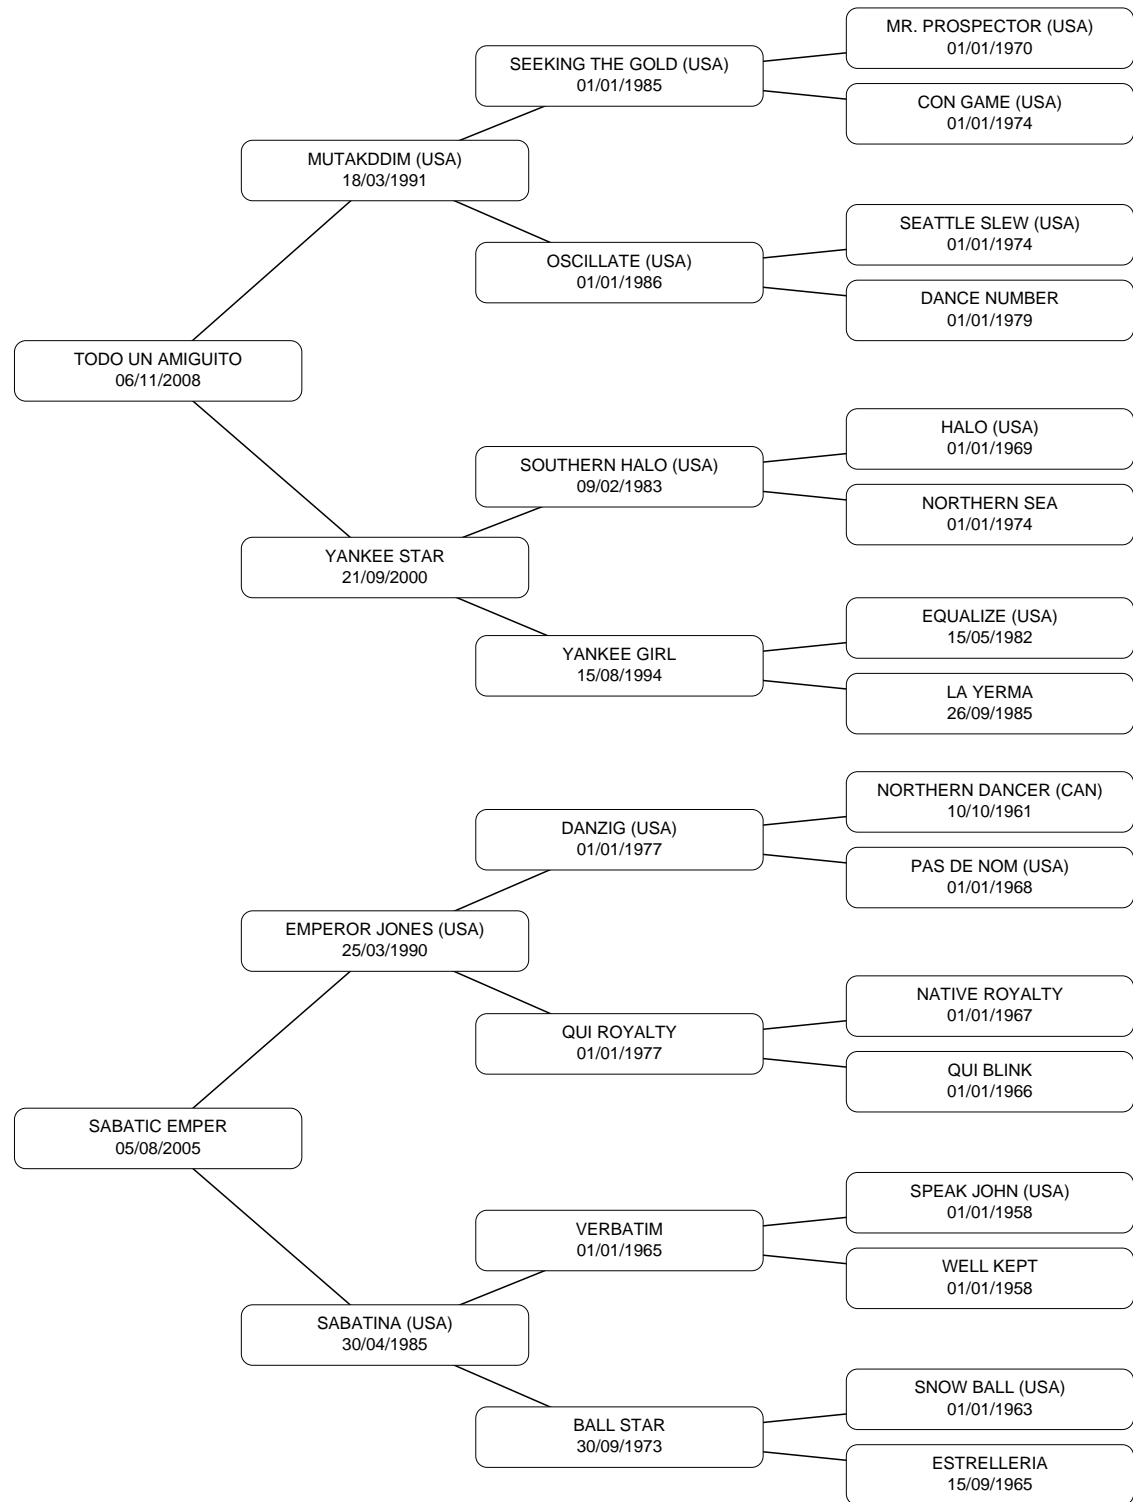 MR. PROSPECTOR (USA)
01/01/1970
SEEKING THE GOLD (USA)
01/01/1985
CON GAME (USA)
01/01/1974
MUTAKDDIM (USA)
18/03/1991
SEATTLE SLEW (USA)
01/01/1974
OSCILLATE (USA)
01/01/1986
DANCE NUMBER
01/01/1979
TODO UN AMIGUITO
06/11/2008
HALO (USA)
01/01/1969
SOUTHERN HALO (USA)
09/02/1983
NORTHERN SEA
01/01/1974
YANKEE STAR
21/09/2000
EQUALIZE (USA)
15/05/1982
YANKEE GIRL
15/08/1994
LA YERMA
26/09/1985
NORTHERN DANCER (CAN)
10/10/1961
DANZIG (USA)
01/01/1977
PAS DE NOM (USA)
01/01/1968
EMPEROR JONES (USA)
25/03/1990
NATIVE ROYALTY
01/01/1967
QUI ROYALTY
01/01/1977
QUI BLINK
01/01/1966
SABATIC EMPER
05/08/2005
SPEAK JOHN (USA)
01/01/1958
VERBATIM
01/01/1965
WELL KEPT
01/01/1958
SABATINA (USA)
30/04/1985
SNOW BALL (USA)
01/01/1963
BALL STAR
30/09/1973
ESTRELLERIA
15/09/1965